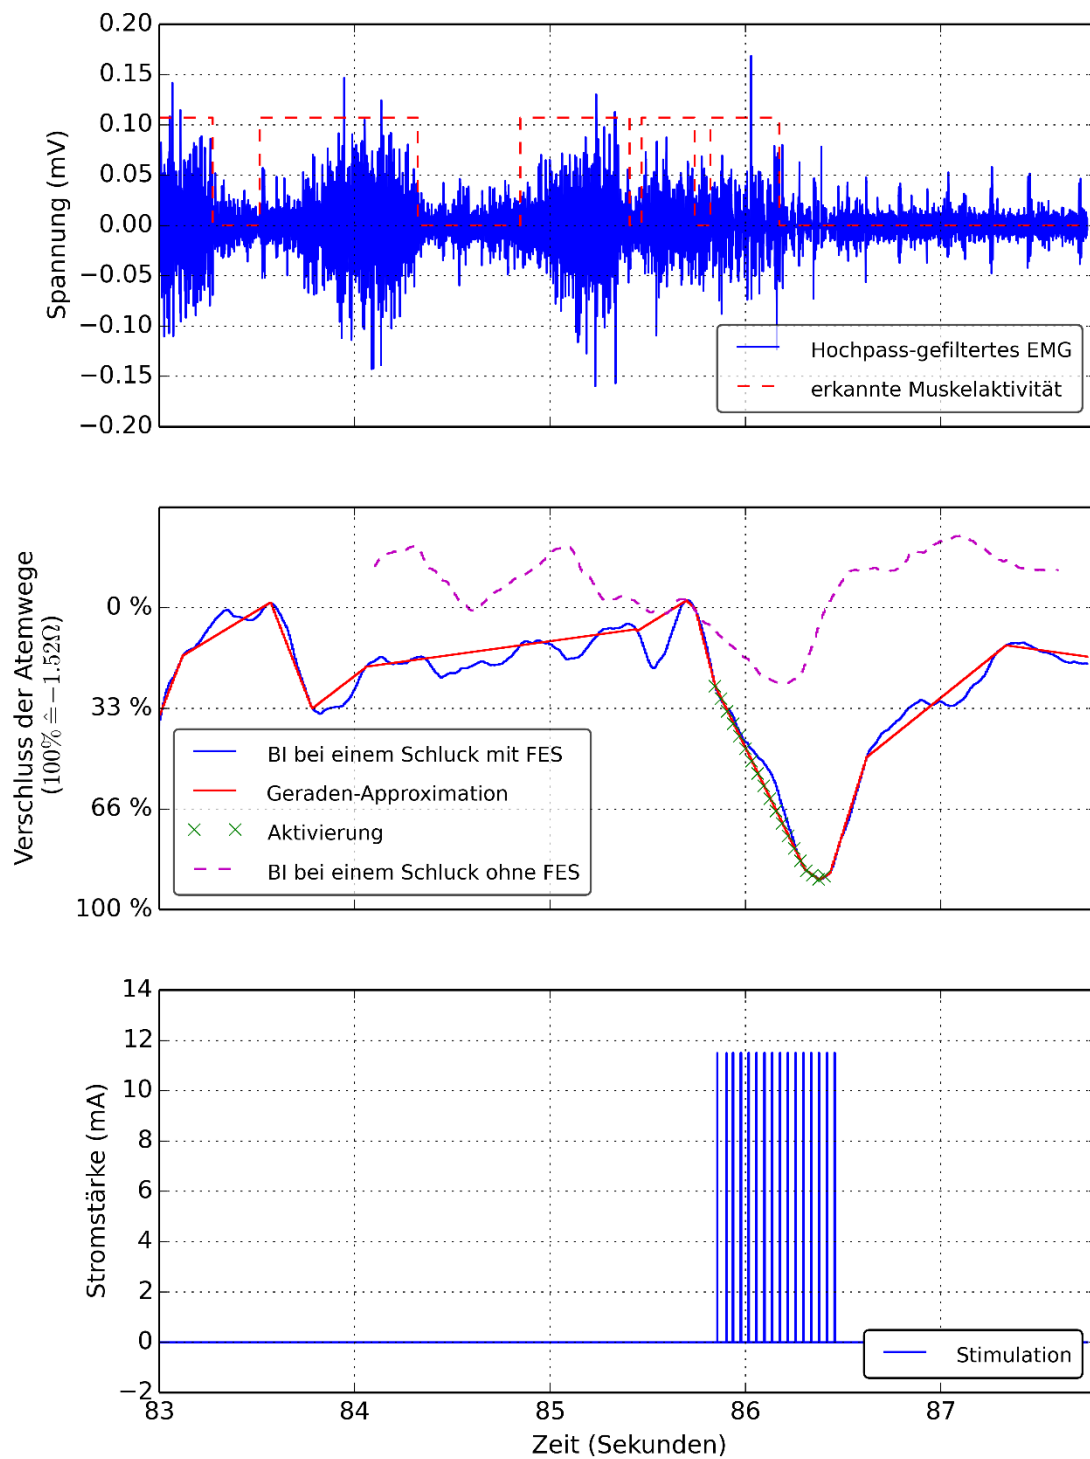 0.20
0.15
0.10
0.05
0.00
−0.05
−0.10
−0.15
−0.20
Spannung (mV)
Hochpass-gefiltertes EMG
erkannte Muskelaktivität
0 %
33 %
66 %
100 %
Verschluss der Atemwege
(100% ≙ −1.52Ω)
BI bei einem Schluck mit FES
Geraden-Approximation
Aktivierung
BI bei einem Schluck ohne FES
14
12
10
8
6
4
2
0
−2
Stromstärke (mA)
Stimulation
83 84 85 86 87
Zeit (Sekunden)